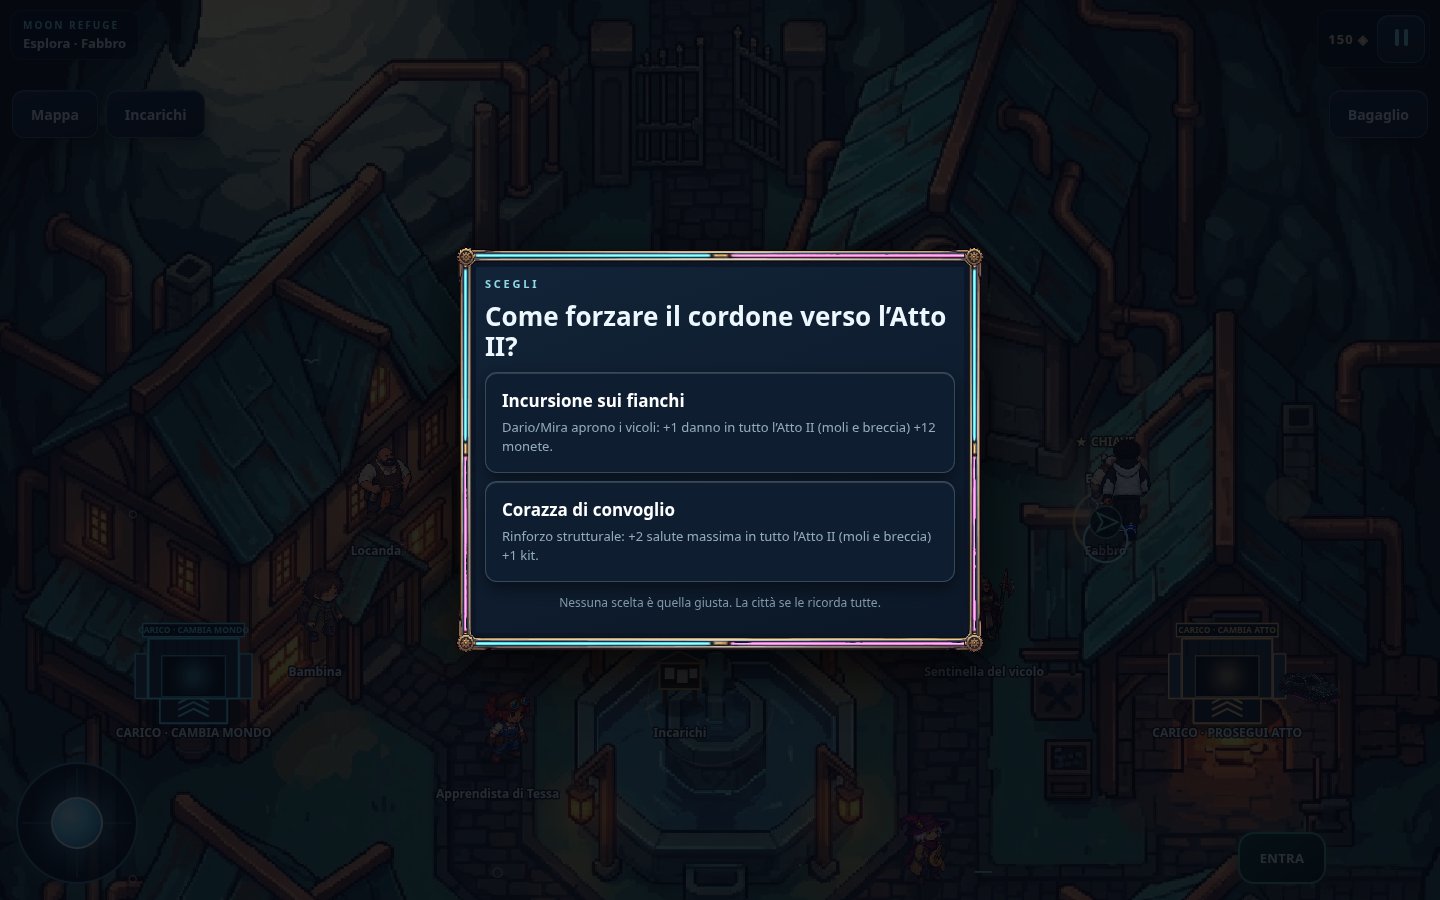 MOON REFUGE
Esplora · Fabbro
150
Mappa
Incarichi
Bagaglio
SCEGLI
Come forzare il cordone verso l’Atto
II?
Incursione sui fianchi
Dario/Mira aprono i vicoli: +1 danno in tutto l’Atto II (moli e breccia) +12
monete.
Corazza di convoglio
Rinforzo strutturale: +2 salute massima in tutto l’Atto II (moli e breccia)
+1 kit.
Nessuna scelta è quella giusta. La città se le ricorda tutte.
★ CHIAVE
Locanda
Fabbro
CARICO · CAMBIA MONDO
CARICO · CAMBIA ATTO
Bambina
Sentinella del vicolo
CARICO · CAMBIA MONDO
Incarichi
CARICO · PROSEGUI ATTO
Apprendista di Tessa
ENTRA